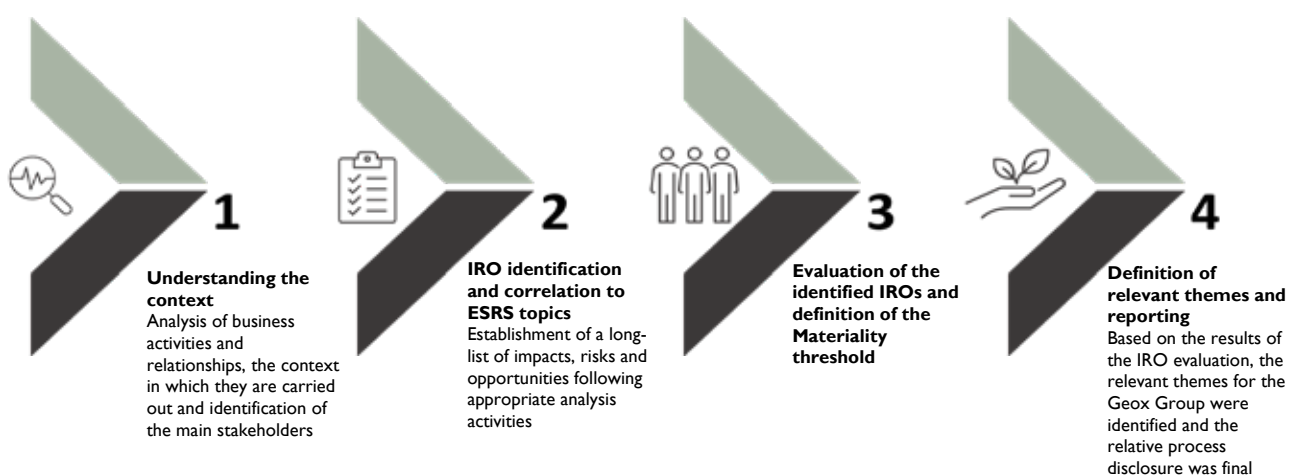 1
Understanding the
context
Analysis of business
activities and
relationships, the context
in which they are carried
out and identification of
the main stakeholders
2
IRO identification
and correlation to
ESRS topics
Establishment of a long-
list of impacts, risks and
opportunities following
appropriate analysis
activities
3
Evaluation of the
identified IROs and
definition of the
Materiality
threshold
4
Definition of
relevant themes and
reporting
Based on the results of
the IRO evaluation, the
relevant themes for the
Geox Group were
identified and the
relative process
disclosure was final